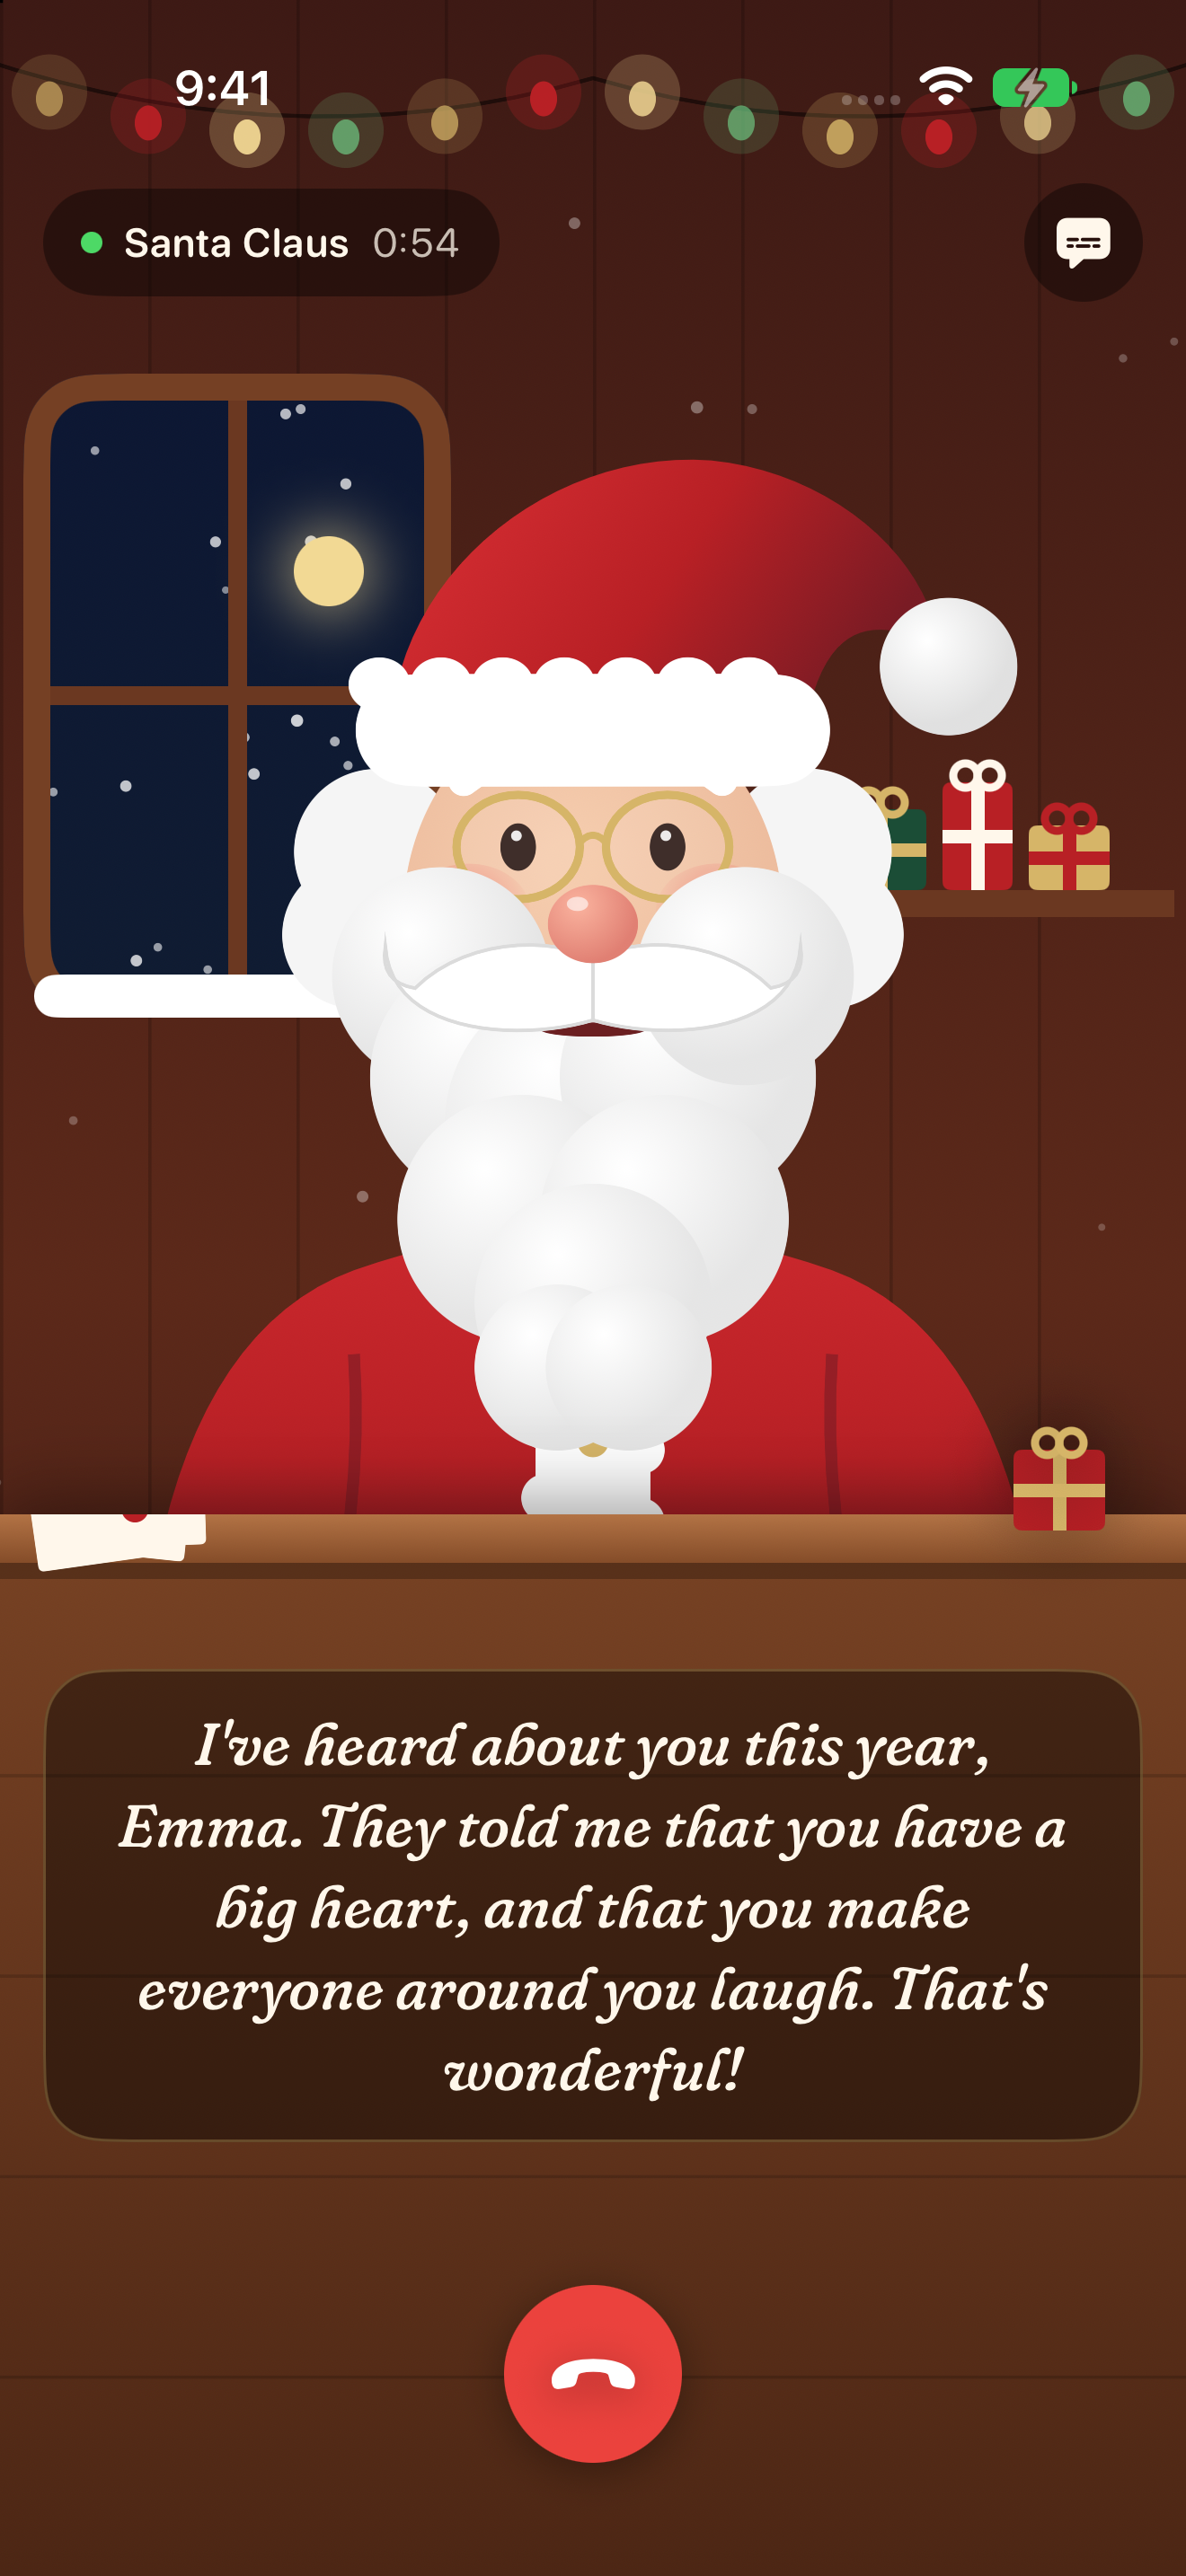 9:41
Santa Claus 0:54
I've heard about you this year,
Emma. They told me that you have a
big heart, and that you make
everyone around you laugh. That's
wonderful!